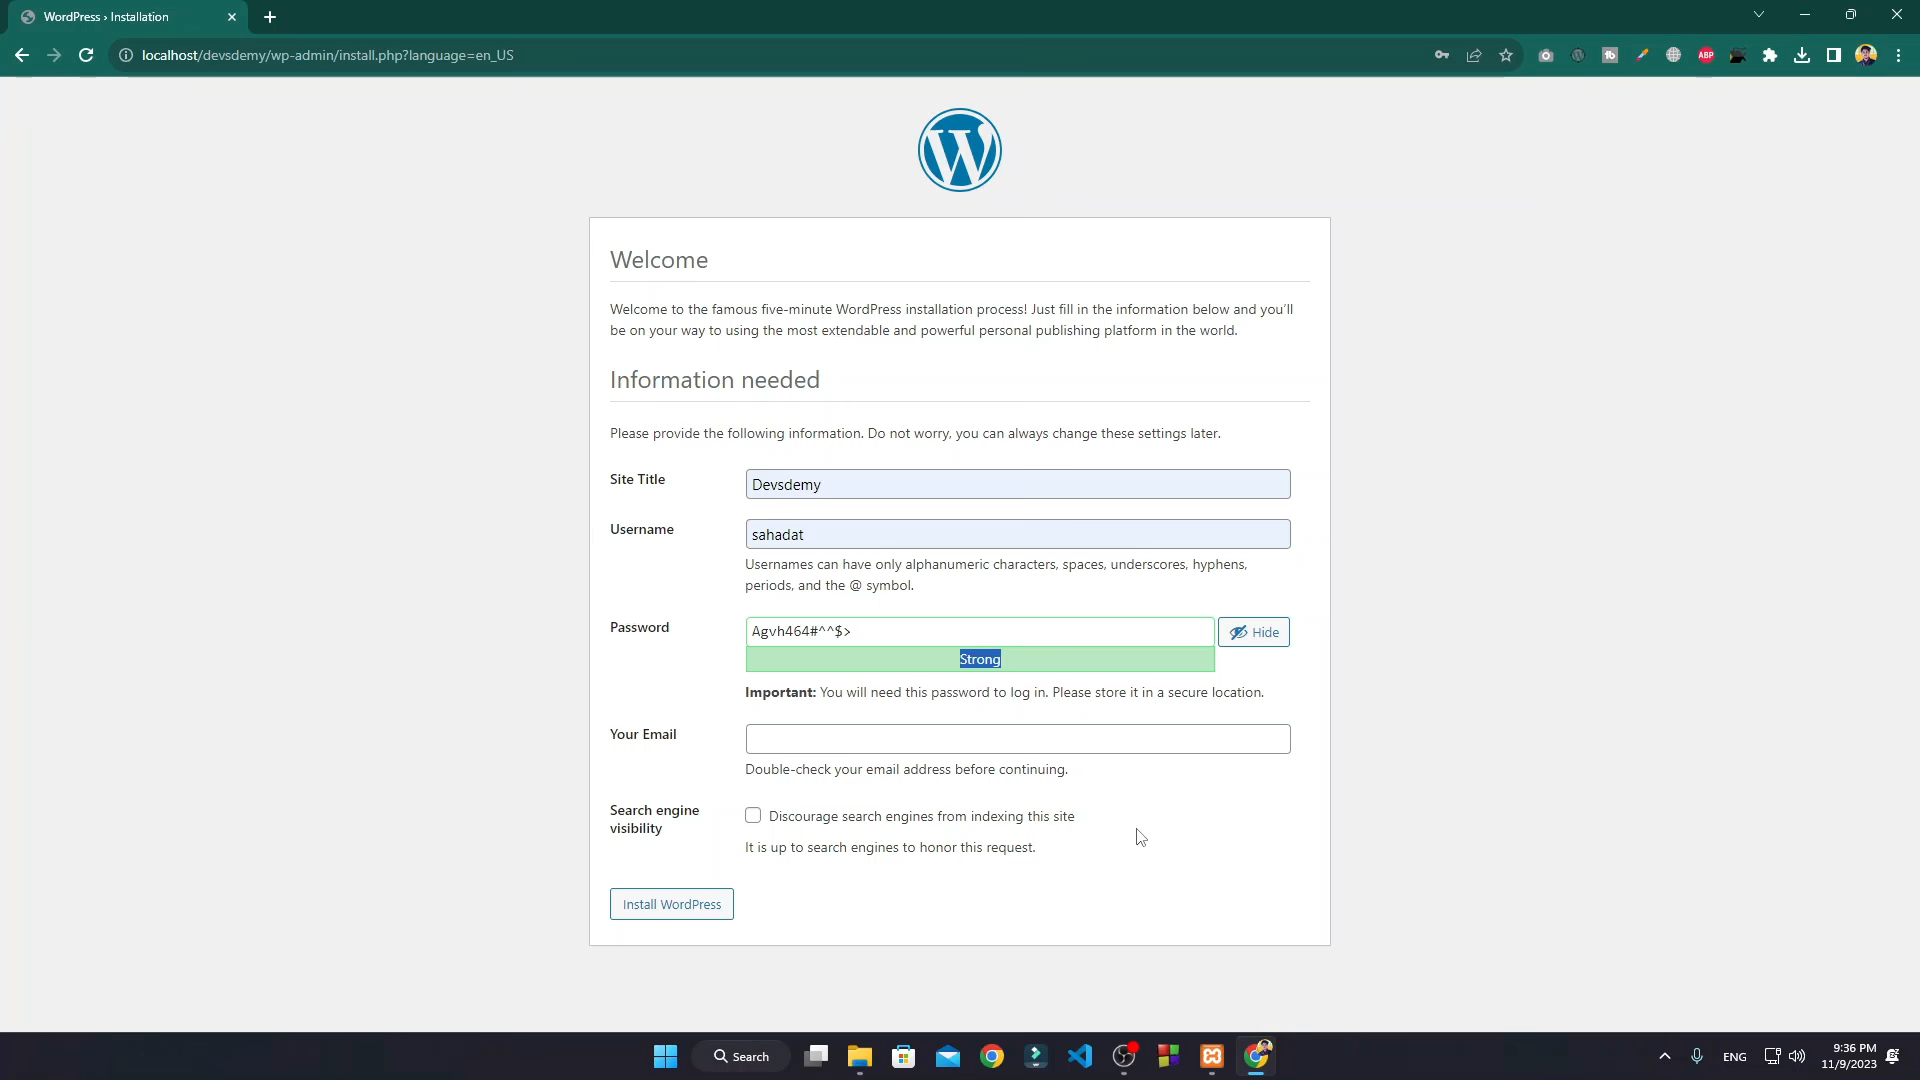 WordPress › Installation
localhost/devsdemy/wp-admin/install.php?language=en_US
ABP
Welcome
Welcome to the famous five-minute WordPress installation process! Just fill in the information below and you’ll
be on your way to using the most extendable and powerful personal publishing platform in the world.
Information needed
Please provide the following information. Do not worry, you can always change these settings later.
Site Title
Devsdemy
Username
sahadat
Usernames can have only alphanumeric characters, spaces, underscores, hyphens,
periods, and the @ symbol.
Password
Agvh464#^^$>
Hide
Strong
Important: You will need this password to log in. Please store it in a secure location.
Your Email
Double-check your email address before continuing.
Search engine
visibility
Discourage search engines from indexing this site
It is up to search engines to honor this request.
Install WordPress
Search
ENG
9:36 PM
11/9/2023